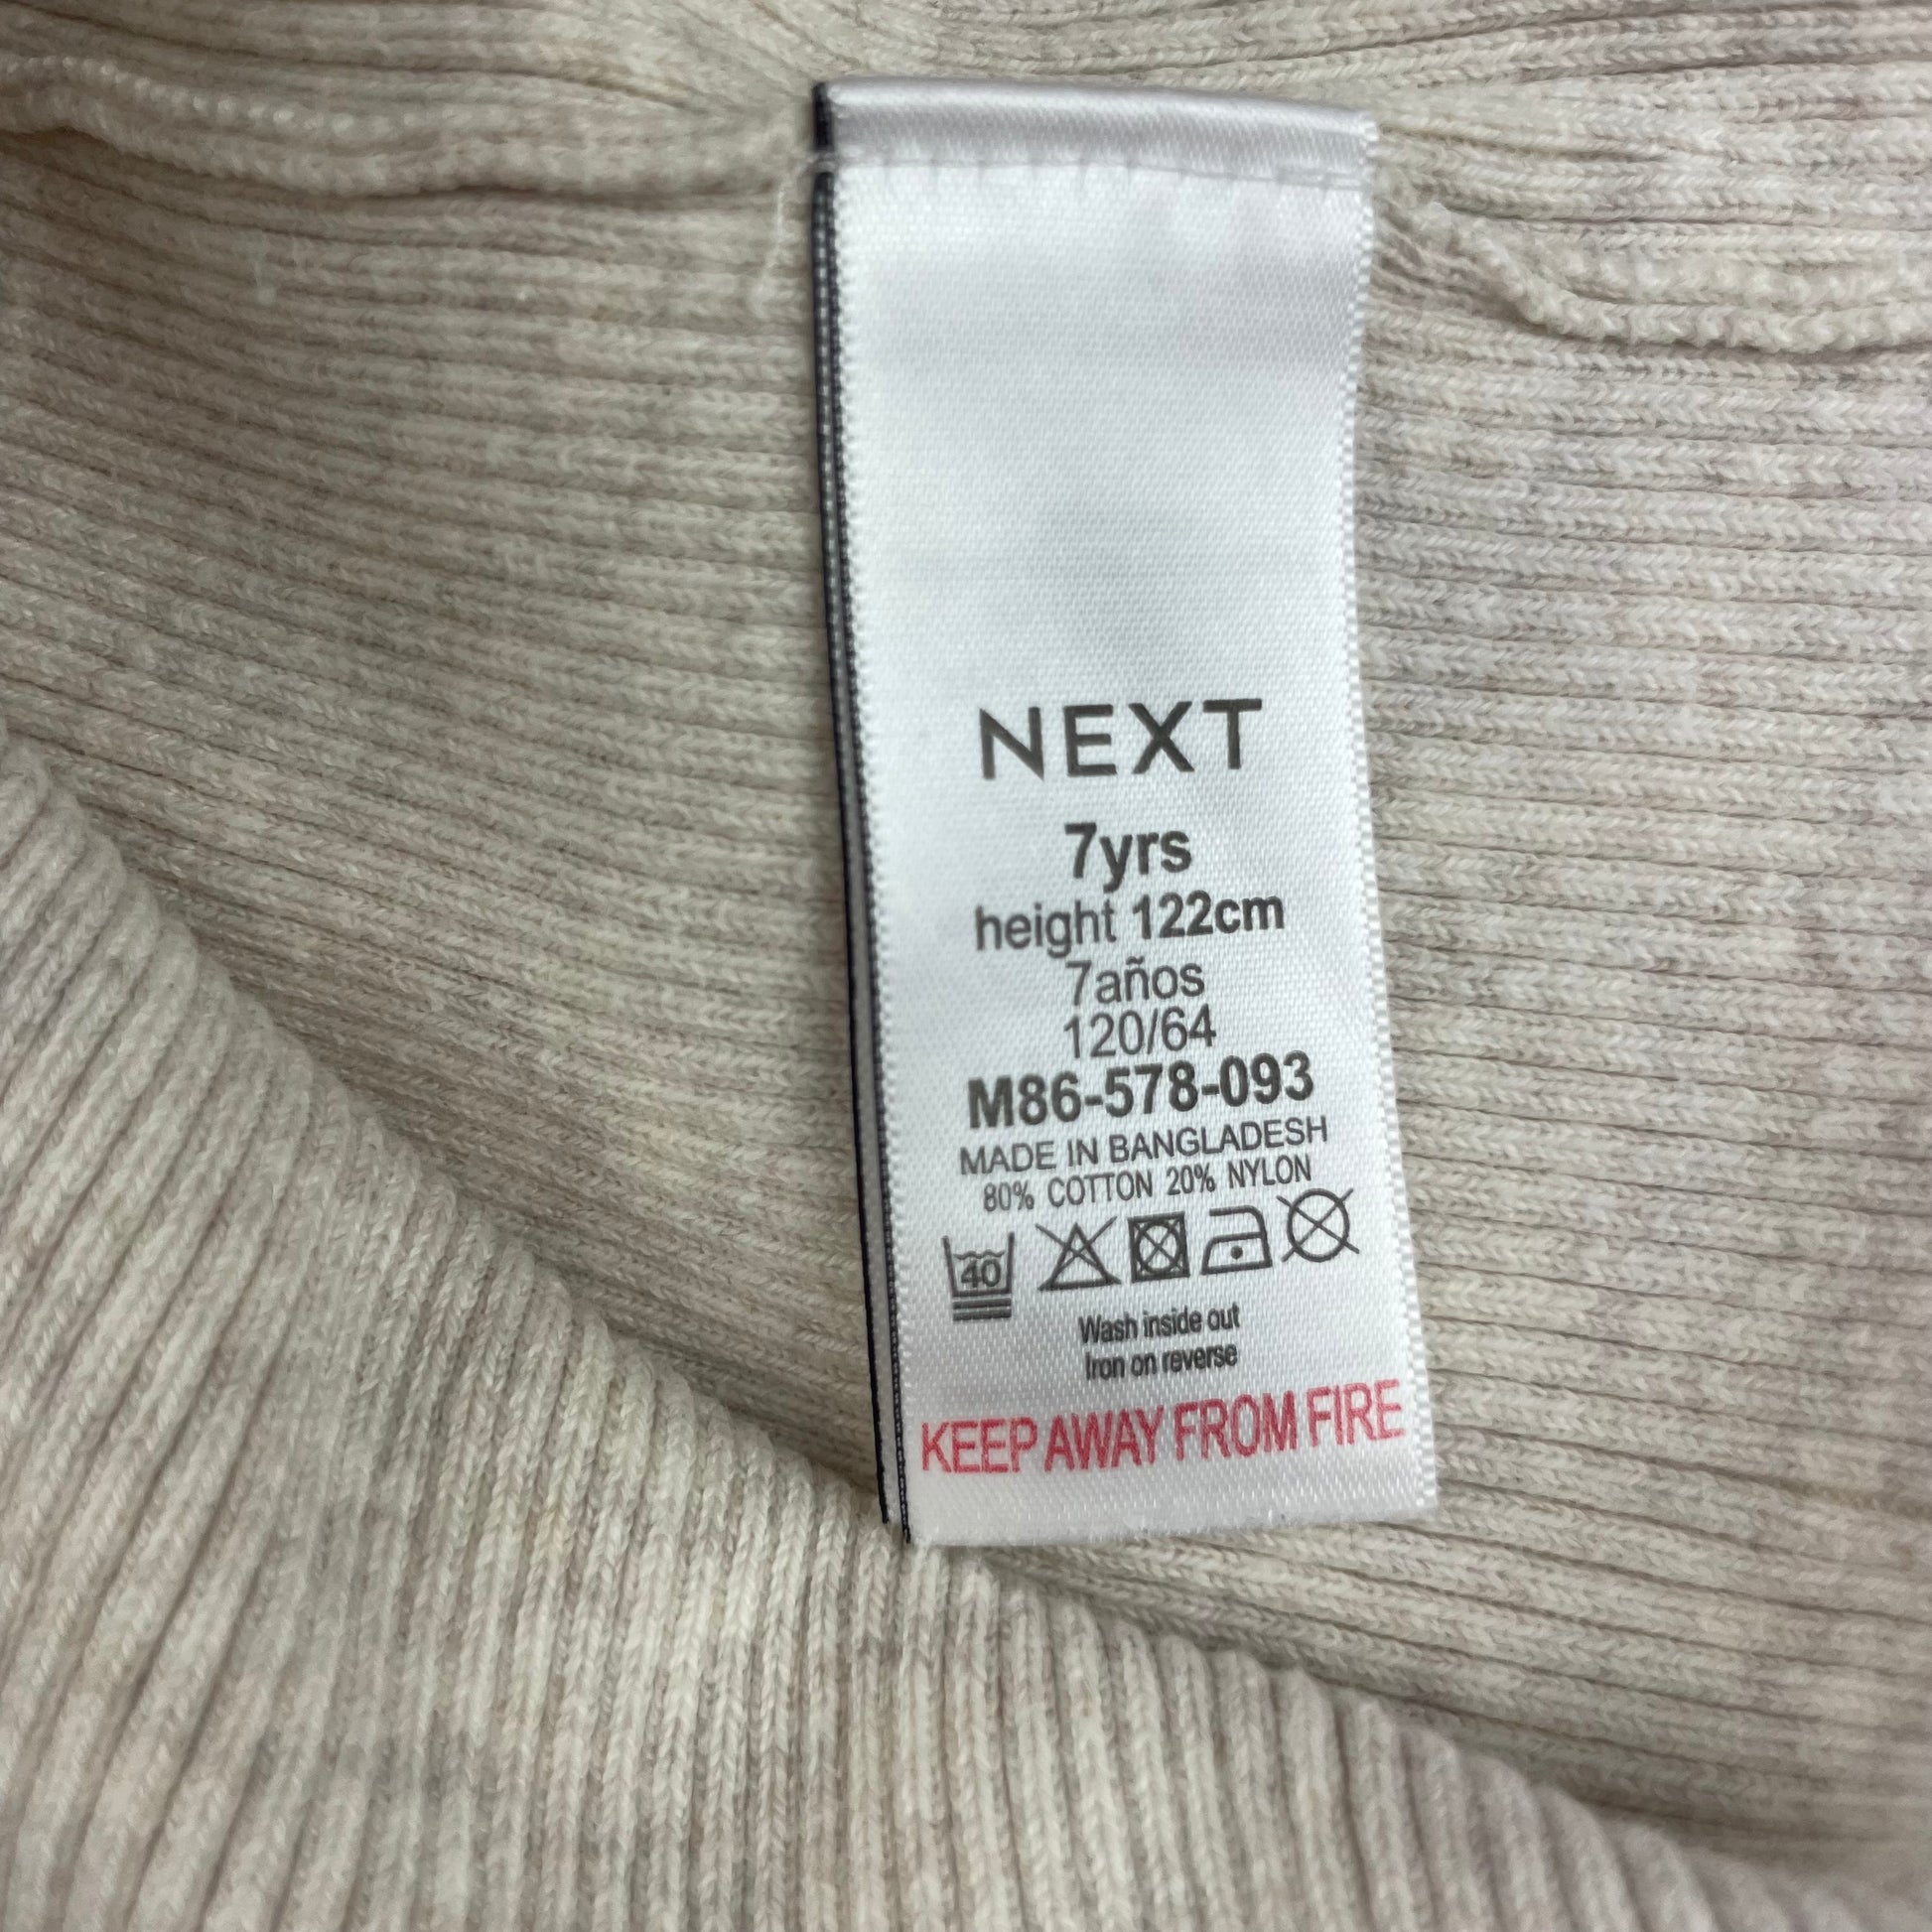 NEXT
7yrs
height 122cm
7años
120/64
M86-578-093
MADE IN BANGLADESH
80% COTTON 20% NYLON
40
Wash inside out
Iron on reverse
KEEP AWAY FROM FIRE